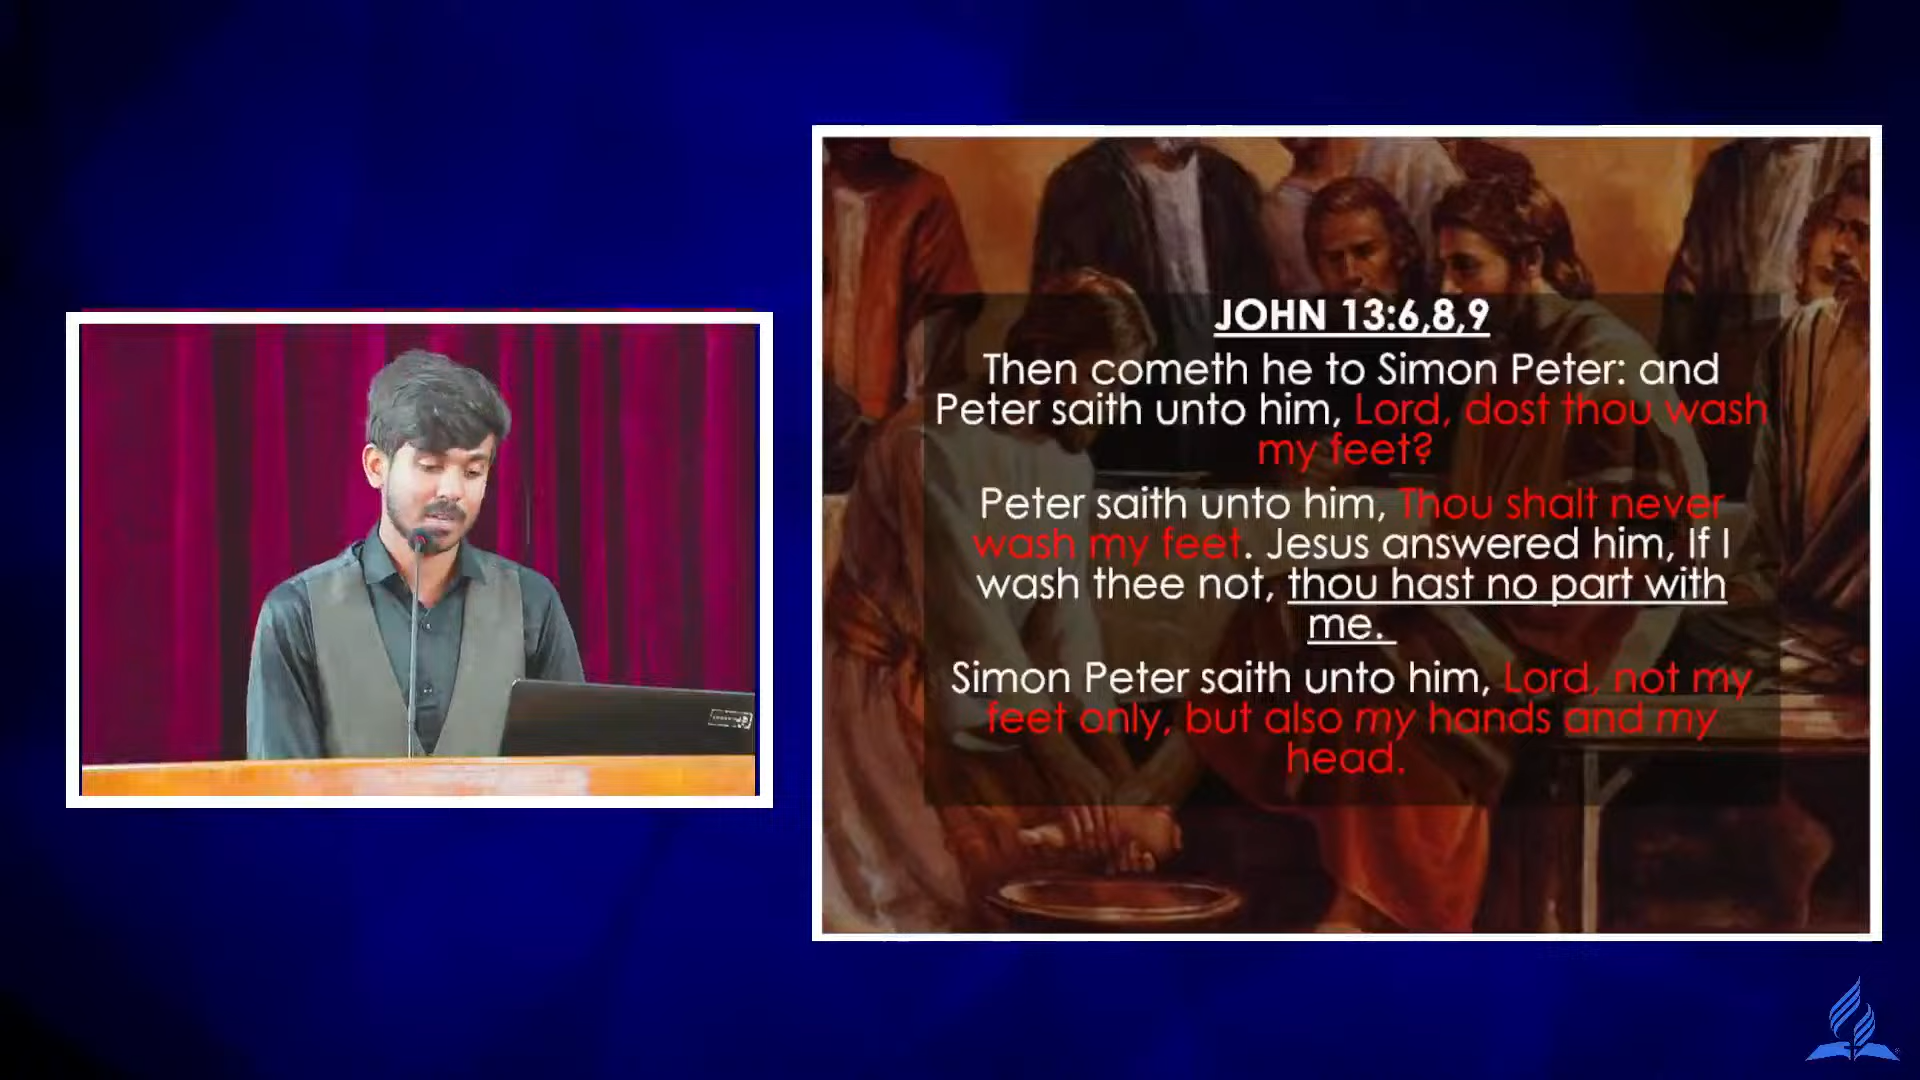 JOHN 13:6,8,9
Then cometh he to Simon Peter: and
Peter saith unto him, Lord, dost thou wash
my feet?
Peter saith unto him, Thou shalt never
wash my feet. Jesus answered him, If I
wash thee not, thou hast no part with
me.
Simon Peter saith unto him, Lord, not my
feet only, but also my hands and my
head.